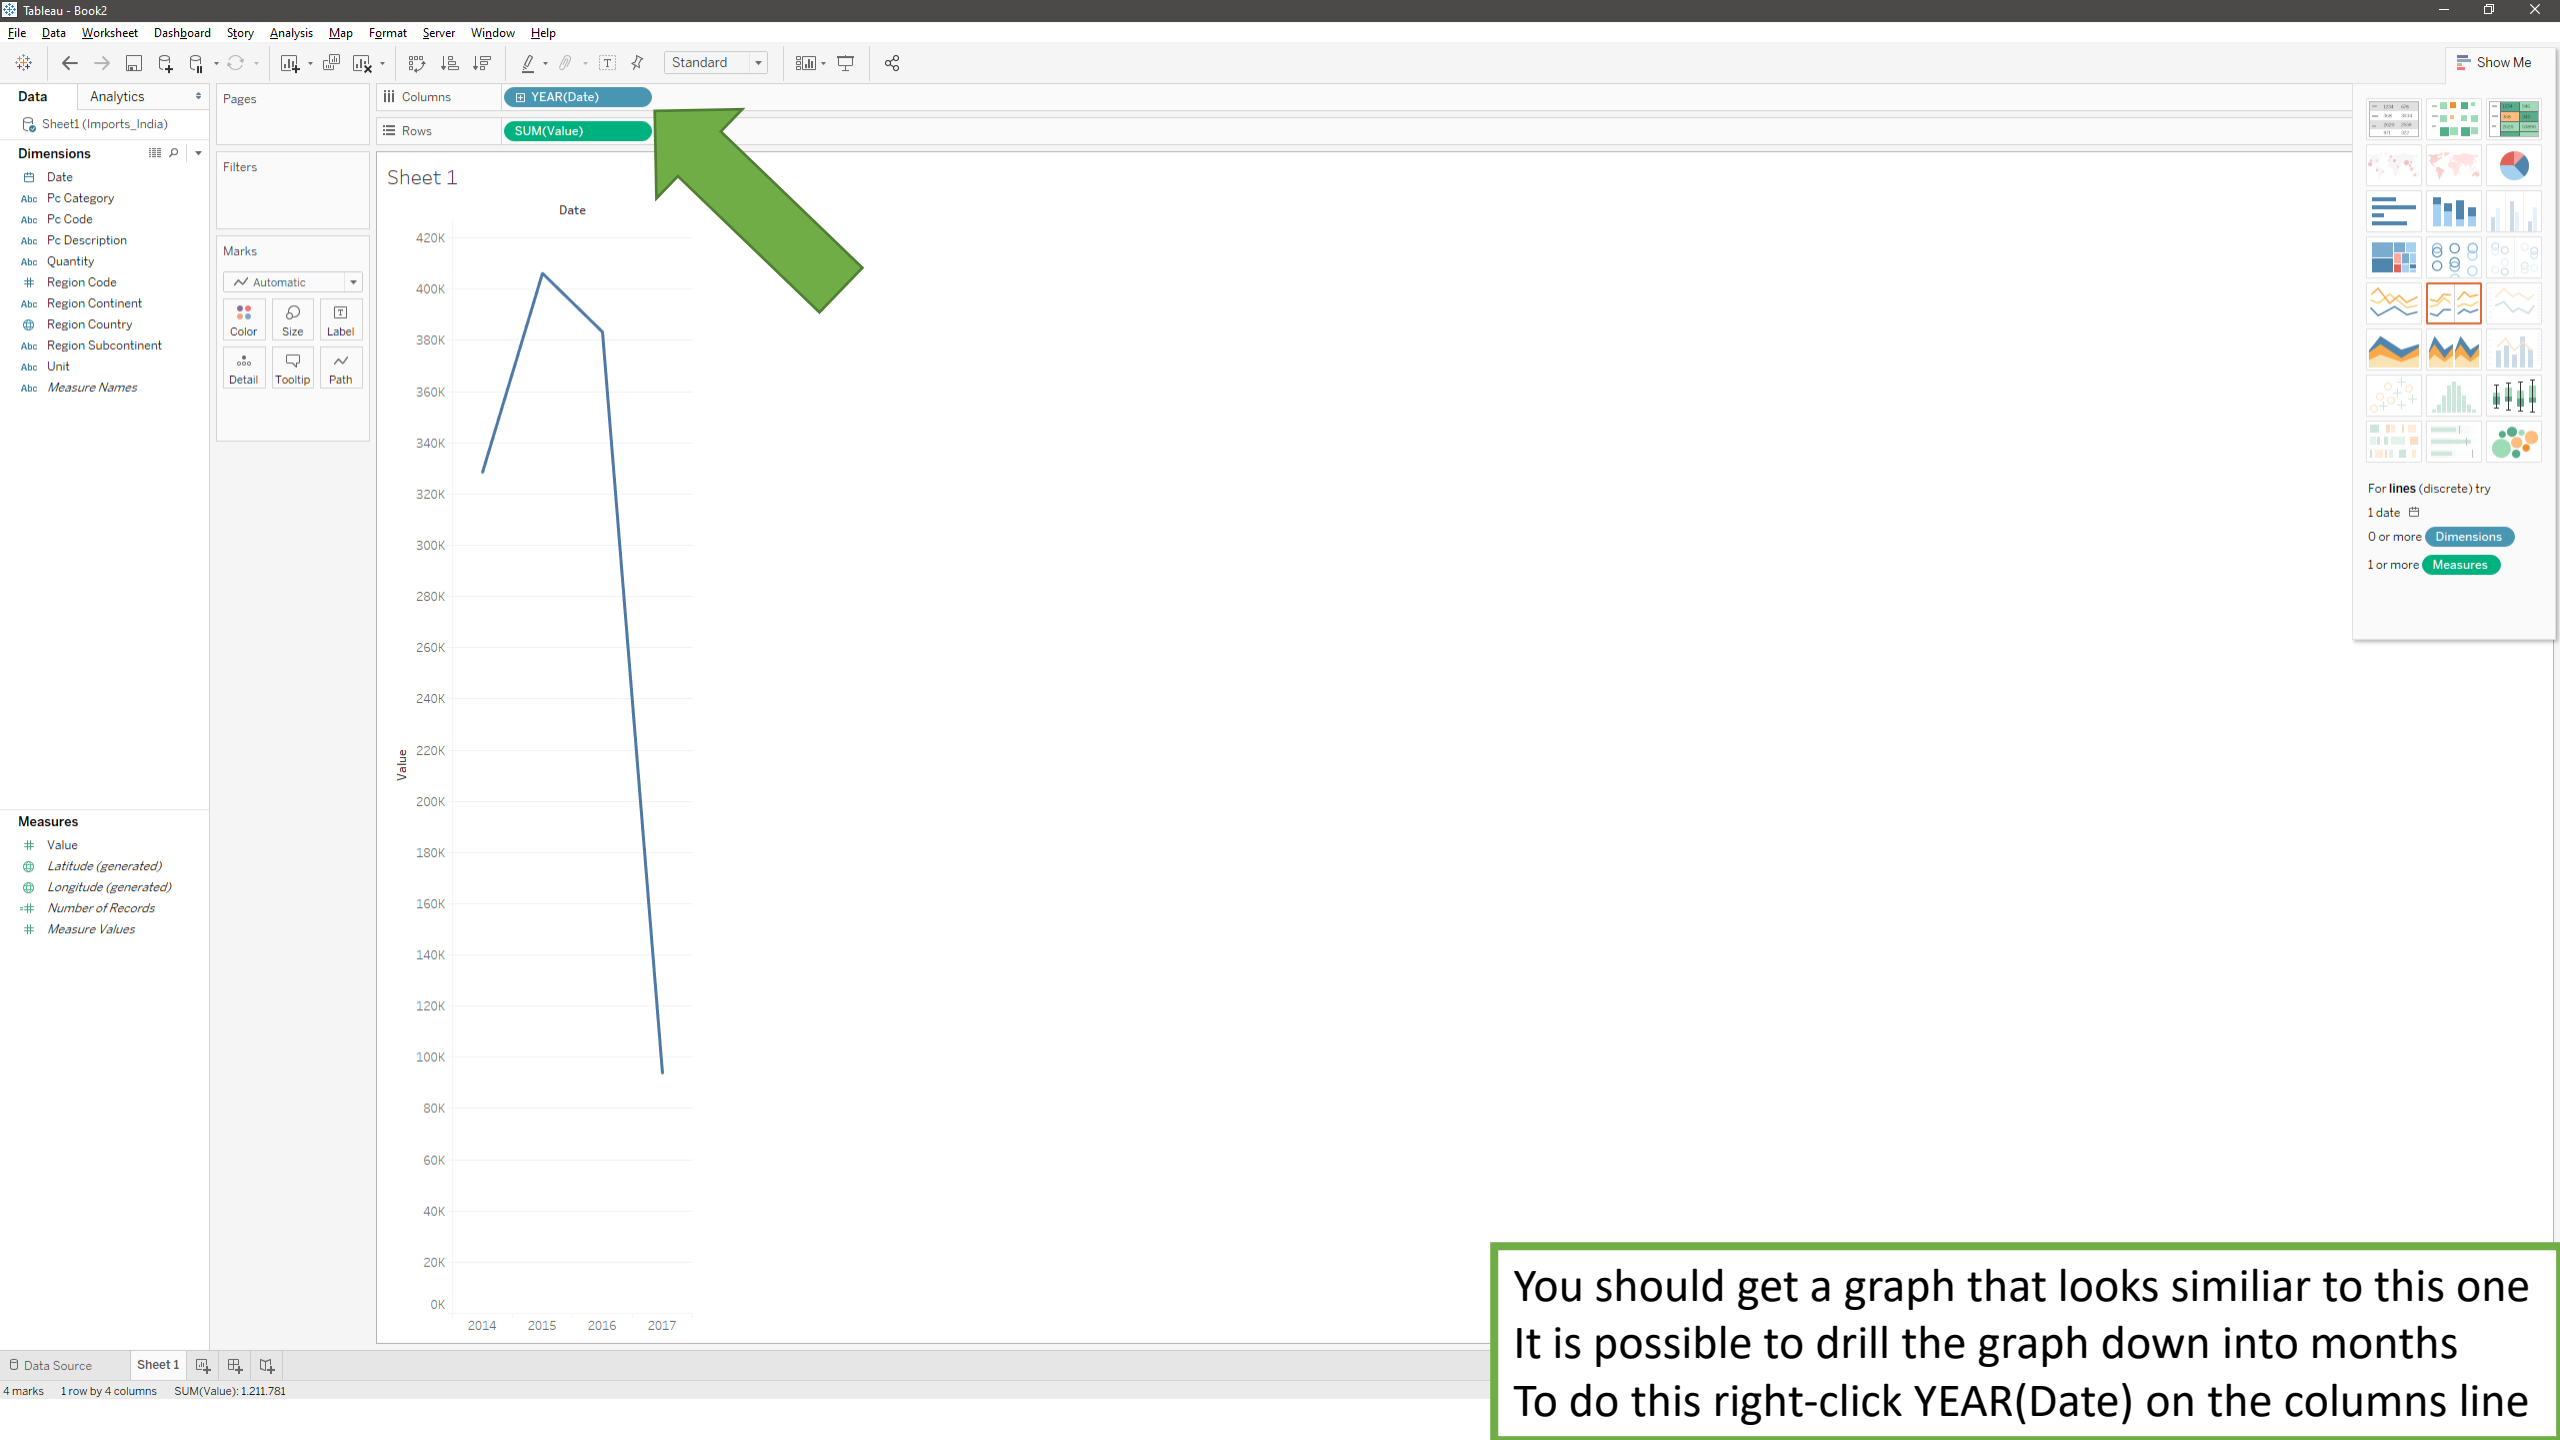 Tableau - Book2
File Data Worksheet Dashboard Story Analysis Map Format Server Window Help
Standard
Show Me
Data Analytics
Sheet1 (Imports_India)
Dimensions
Date
Abc Pc Category
Abc Pc Code
Abc Pc Description
Abc Quantity
# Region Code
Abc Region Continent
Region Country
Abc Region Subcontinent
Abc Unit
Abc Measure Names
Measures
# Value
Latitude (generated)
Longitude (generated)
=# Number of Records
# Measure Values
Pages
Filters
Marks
Automatic
Color Size Label
Detail Tooltip Path
Columns YEAR(Date)
Rows SUM(Value)
Sheet 1
Date
420K
400K
380K
360K
340K
320K
300K
280K
260K
240K
220K
200K
180K
160K
140K
120K
100K
80K
60K
40K
20K
0K
Value
2014 2015 2016 2017
For lines (discrete) try
1 date
0 or more Dimensions
1 or more Measures
You should get a graph that looks similiar to this one
It is possible to drill the graph down into months
To do this right-click YEAR(Date) on the columns line
Data Source Sheet 1
4 marks 1 row by 4 columns SUM(Value): 1.211.781